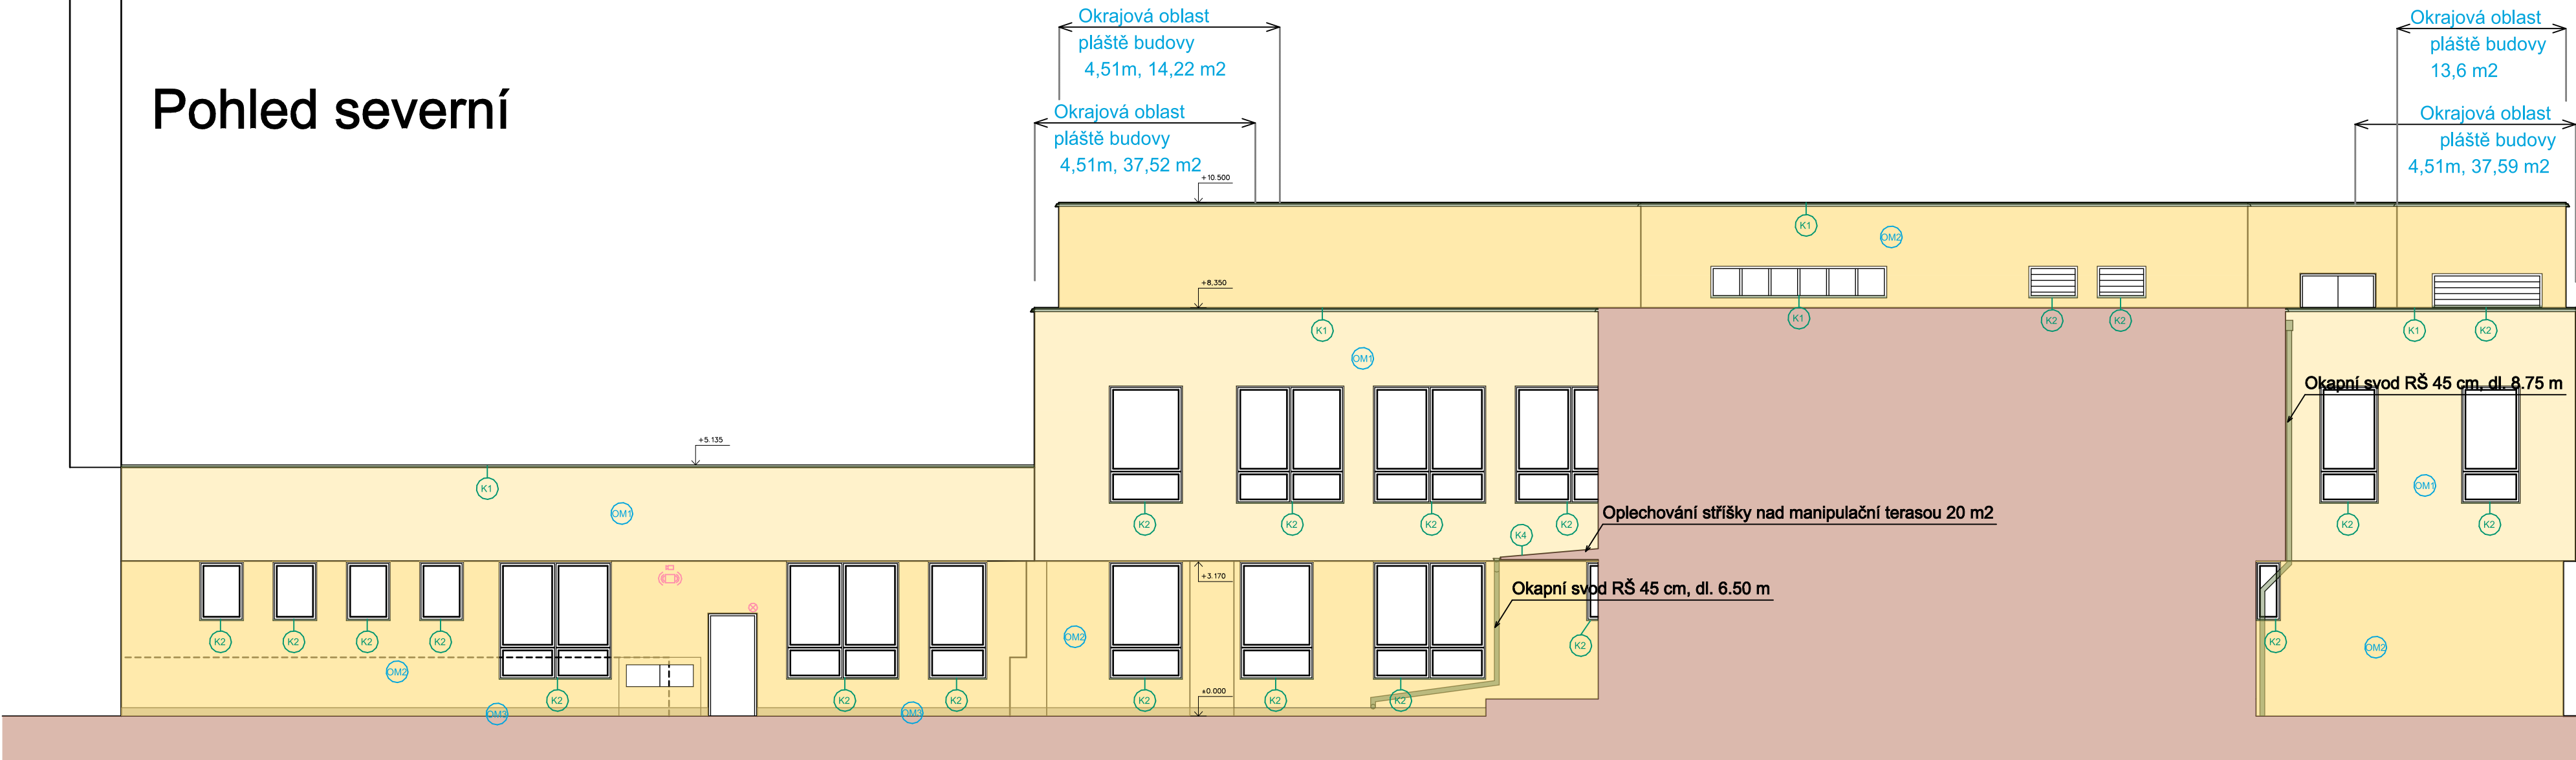 Okrajová oblast
pláště budovy
4,51m, 14,22 m2
Okrajová oblast
pláště budovy
13,6 m2
Pohled severní
Okrajová oblast
pláště budovy
4,51m, 37,52 m2
Okrajová oblast
pláště budovy
4,51m, 37,59 m2
+10.500
K1
OM2
+8,350
K1
K1
K2
K2
K1
K2
OM1
Okapní svod RŠ 45 cm, dl. 8.75 m
+5.135
K1
OM1
OM1
K2
K2
K2
K2
K2
K2
Oplechování stříšky nad manipulační terasou 20 m2
K4
+3.170
Okapní svod RŠ 45 cm, dl. 6.50 m
K2
K2
K2
K2
OM2
K2
K2
OM2
OM2
K2
K2
K2
K2
K2
K2
±0.000
OM3
OM3